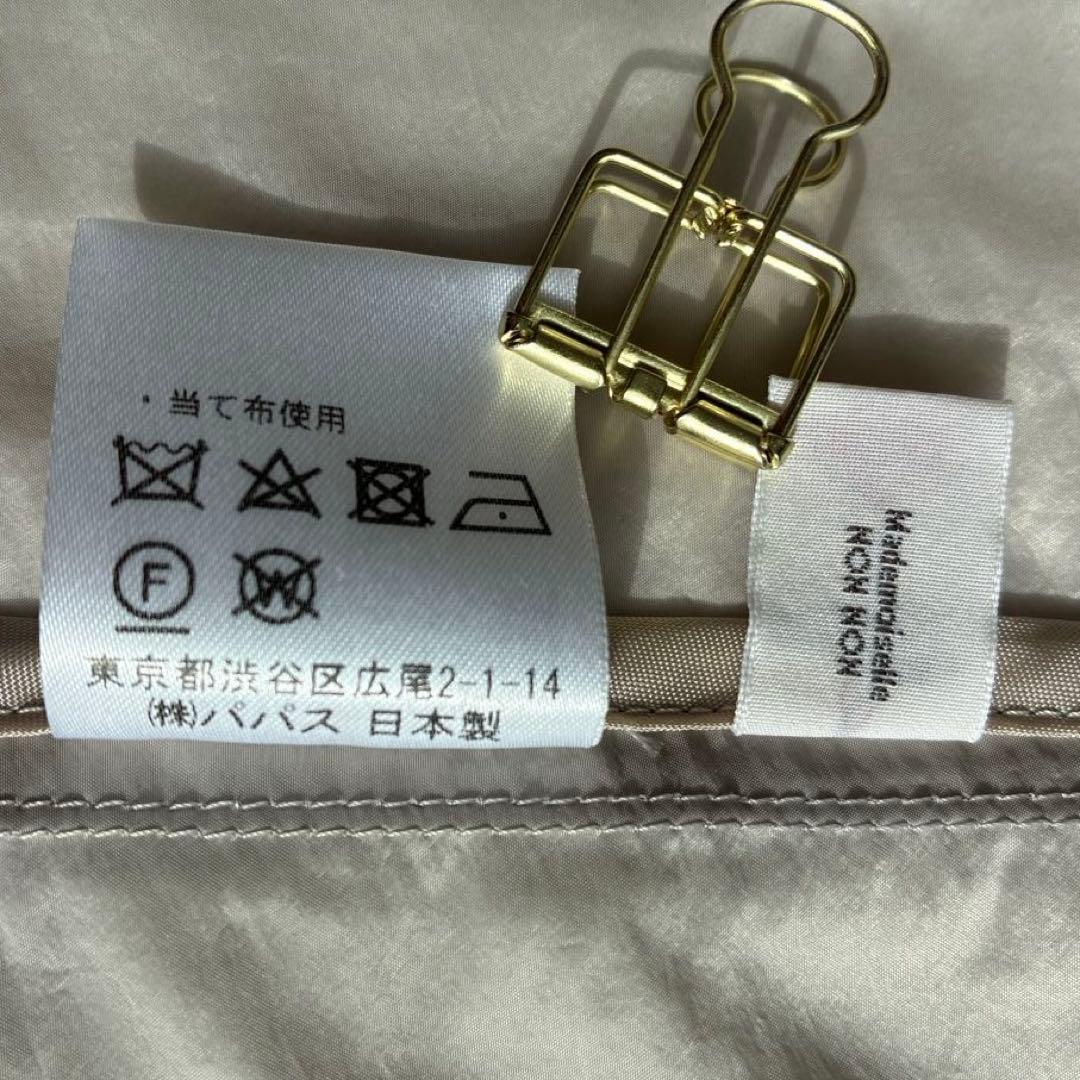 ・当て布使用
F W
東京都渋谷区広尾2-1-14
㈱パパス 日本製
Mademoiselle
NON NON